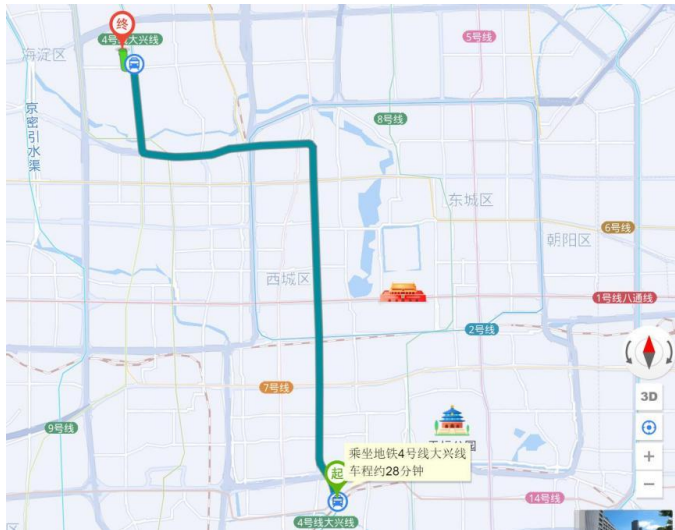 终
4号线大兴线
5号线
海淀区
京密引水渠
8号线
东城区
6号线
朝阳区
西城区
1号线八通线
2号线
7号线
3D
9号线
乘坐地铁4号线大兴线
车程约28分钟
起
14号线
4号线大兴线
区